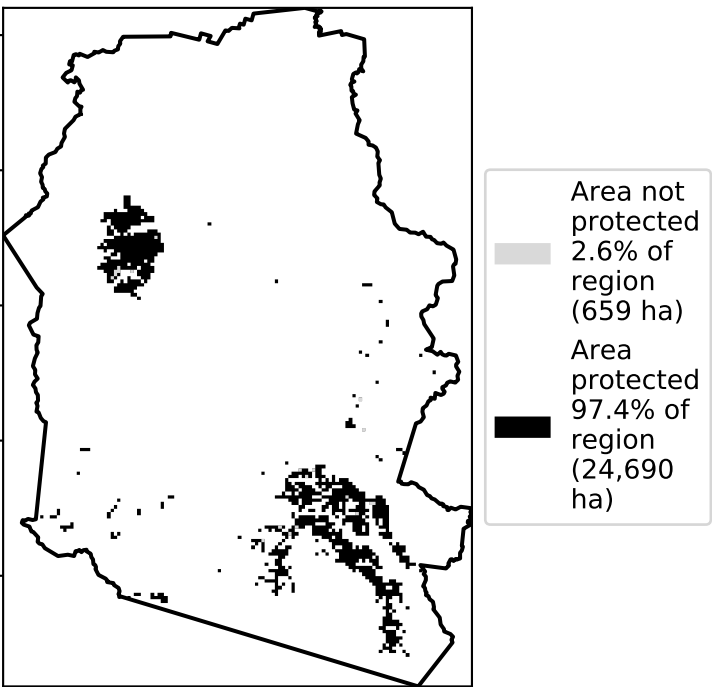 Area not
protected
2.6% of
region
(659 ha)
Area
protected
97.4% of
region
(24,690
ha)